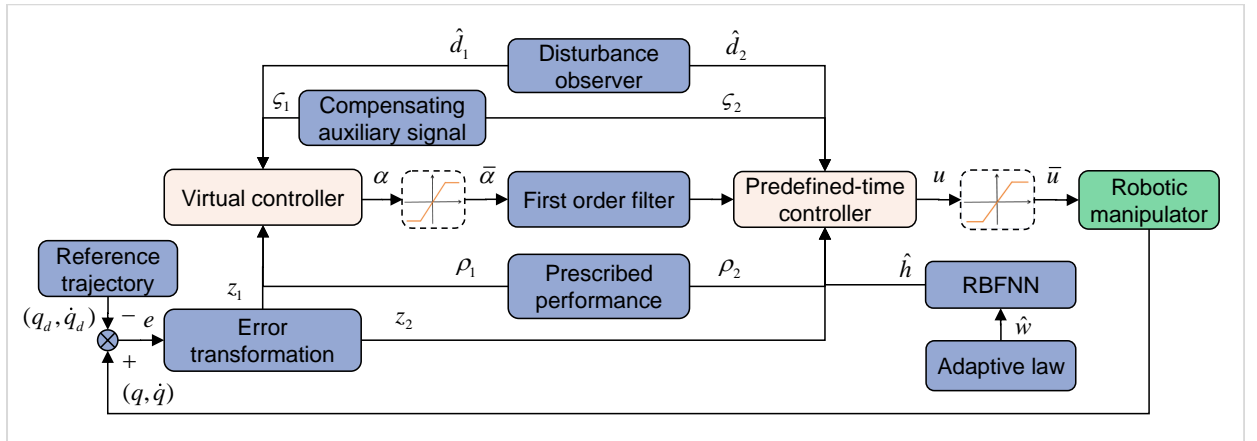 d̂₁
Disturbance
observer
d̂₂
ς₁
Compensating
auxiliary signal
ς₂
Virtual controller
α
ᾱ
First order filter
Predefined-time
controller
u
ū
Robotic
manipulator
Reference
trajectory
ρ₁
Prescribed
performance
ρ₂
ĥ
RBFNN
z₁
(q_d, q̇_d)
−
e
Error
transformation
z₂
ŵ
+
Adaptive law
(q, q̇)